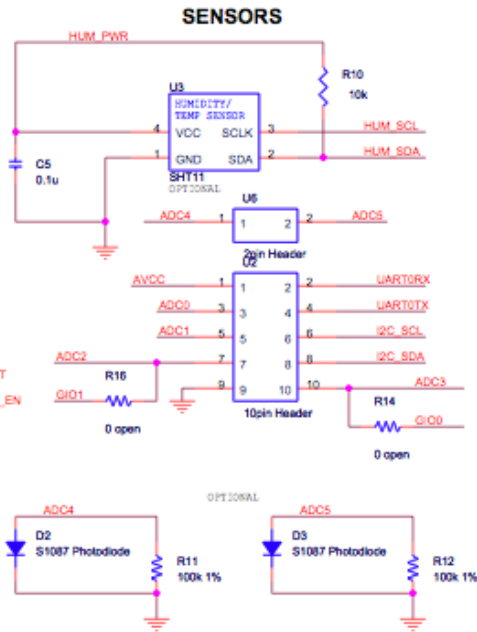 SENSORS
HUM_PWR
U3
R10
10k
HUMIDITY/
TEMP SENSOR
4 VCC SCLK 3 HUM_SCL
1 GND SDA 2 HUM_SDA
C5
0.1u
SHT11
OPTIONAL
U6
ADC4 1 1 2 2 ADC5
2pin Header
U2
AVCC 1 1 2 2 UART0RX
ADC0 3 3 4 4 UART0TX
ADC1 5 5 6 6 I2C_SCL
ADC2 7 7 8 8 I2C_SDA
9 9 10 10 ADC3
T
R16
_EN GIO1
0 open
10pin Header
R14
GIO0
0 open
OPTIONAL
ADC4
D2
S1087 Photodiode
R11
100k 1%
ADC5
D3
S1087 Photodiode
R12
100k 1%